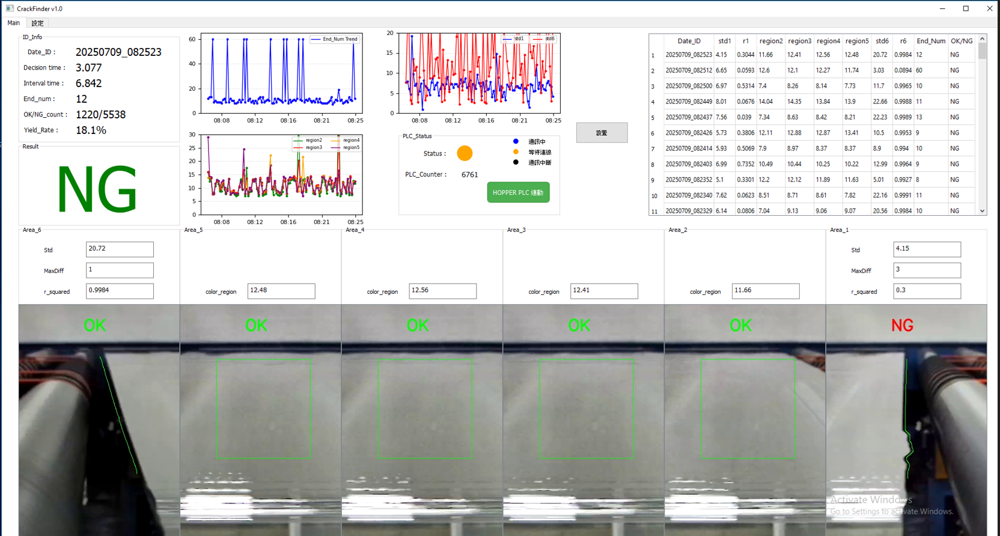 CrackFinder v1.0
Main 設定
ID_Info
Date_ID : 20250709_082523
Decision time : 3.077
Interval time : 6.842
End_num : 12
OK/NG_count : 1220/5538
Yield_Rate : 18.1%
Result
NG
End_Num Trend
60
40
20
0
08:08 08:12 08:16 08:21 08:25
region2 region4
region3 region5
30
25
20
15
10
5
0
08:08 08:12 08:16 08:21 08:25
std1 std6
20
15
10
5
0
08:08 08:12 08:16 08:21 08:25
PLC_Status
Status :
通訊中
等待連線
通訊中斷
PLC_Counter : 6761
HOPPER PLC 連動
設置
Date_ID std1 r1 region2 region3 region4 region5 std6 r6 End_Num OK/NG
1 20250709_082523 4.15 0.3044 11.66 12.41 12.56 12.48 20.72 0.9984 12 NG
2 20250709_082512 6.65 0.0593 12.6 12.1 12.27 11.74 3.03 0.0894 60 NG
3 20250709_082500 6.97 0.5314 7.4 8.26 8.14 7.73 11.7 0.9965 10 NG
4 20250709_082449 8.01 0.0676 14.04 14.35 13.84 13.9 22.66 0.9988 11 NG
5 20250709_082437 7.56 0.039 7.34 8.63 8.42 8.21 22.23 0.9989 13 NG
6 20250709_082426 5.73 0.3806 12.11 12.88 12.87 13.41 10.5 0.9953 9 NG
7 20250709_082414 5.93 0.5069 7.9 8.97 8.37 8.37 8.9 0.994 10 NG
8 20250709_082403 6.99 0.7352 10.49 10.44 10.25 10.22 12.99 0.9964 9 NG
9 20250709_082352 5.1 0.3301 12.2 12.12 11.89 11.63 5.01 0.9927 8 NG
10 20250709_082340 7.62 0.0623 8.51 8.71 8.61 7.82 22.16 0.9991 11 NG
11 20250709_082329 6.14 0.0806 7.04 9.13 9.06 9.07 20.56 0.9984 10 NG
Area_6 Area_5 Area_4 Area_3 Area_2 Area_1
Std 20.72
MaxDiff 1
r_squared 0.9984
color_region 12.48
color_region 12.56
color_region 12.41
color_region 11.66
Std 4.15
MaxDiff 3
r_squared 0.3
OK OK OK OK OK NG
Activate Windows
Go to Settings to activate Windows.